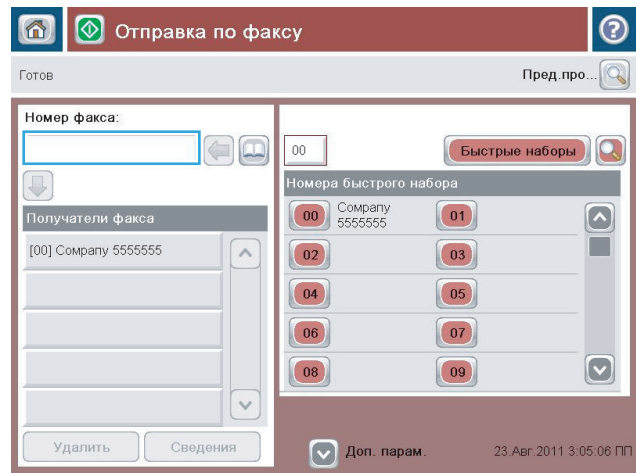 Отправка по факсу
Готов
Пред.про...
Номер факса:
00
Быстрые наборы
Номера быстрого набора
Получатели факса
[00] Company 5555555
00 Company 5555555 01
02 03
04 05
06 07
08 09
Удалить Сведения
Доп. парам.
23.Авг.2011 3:05:06 ПП